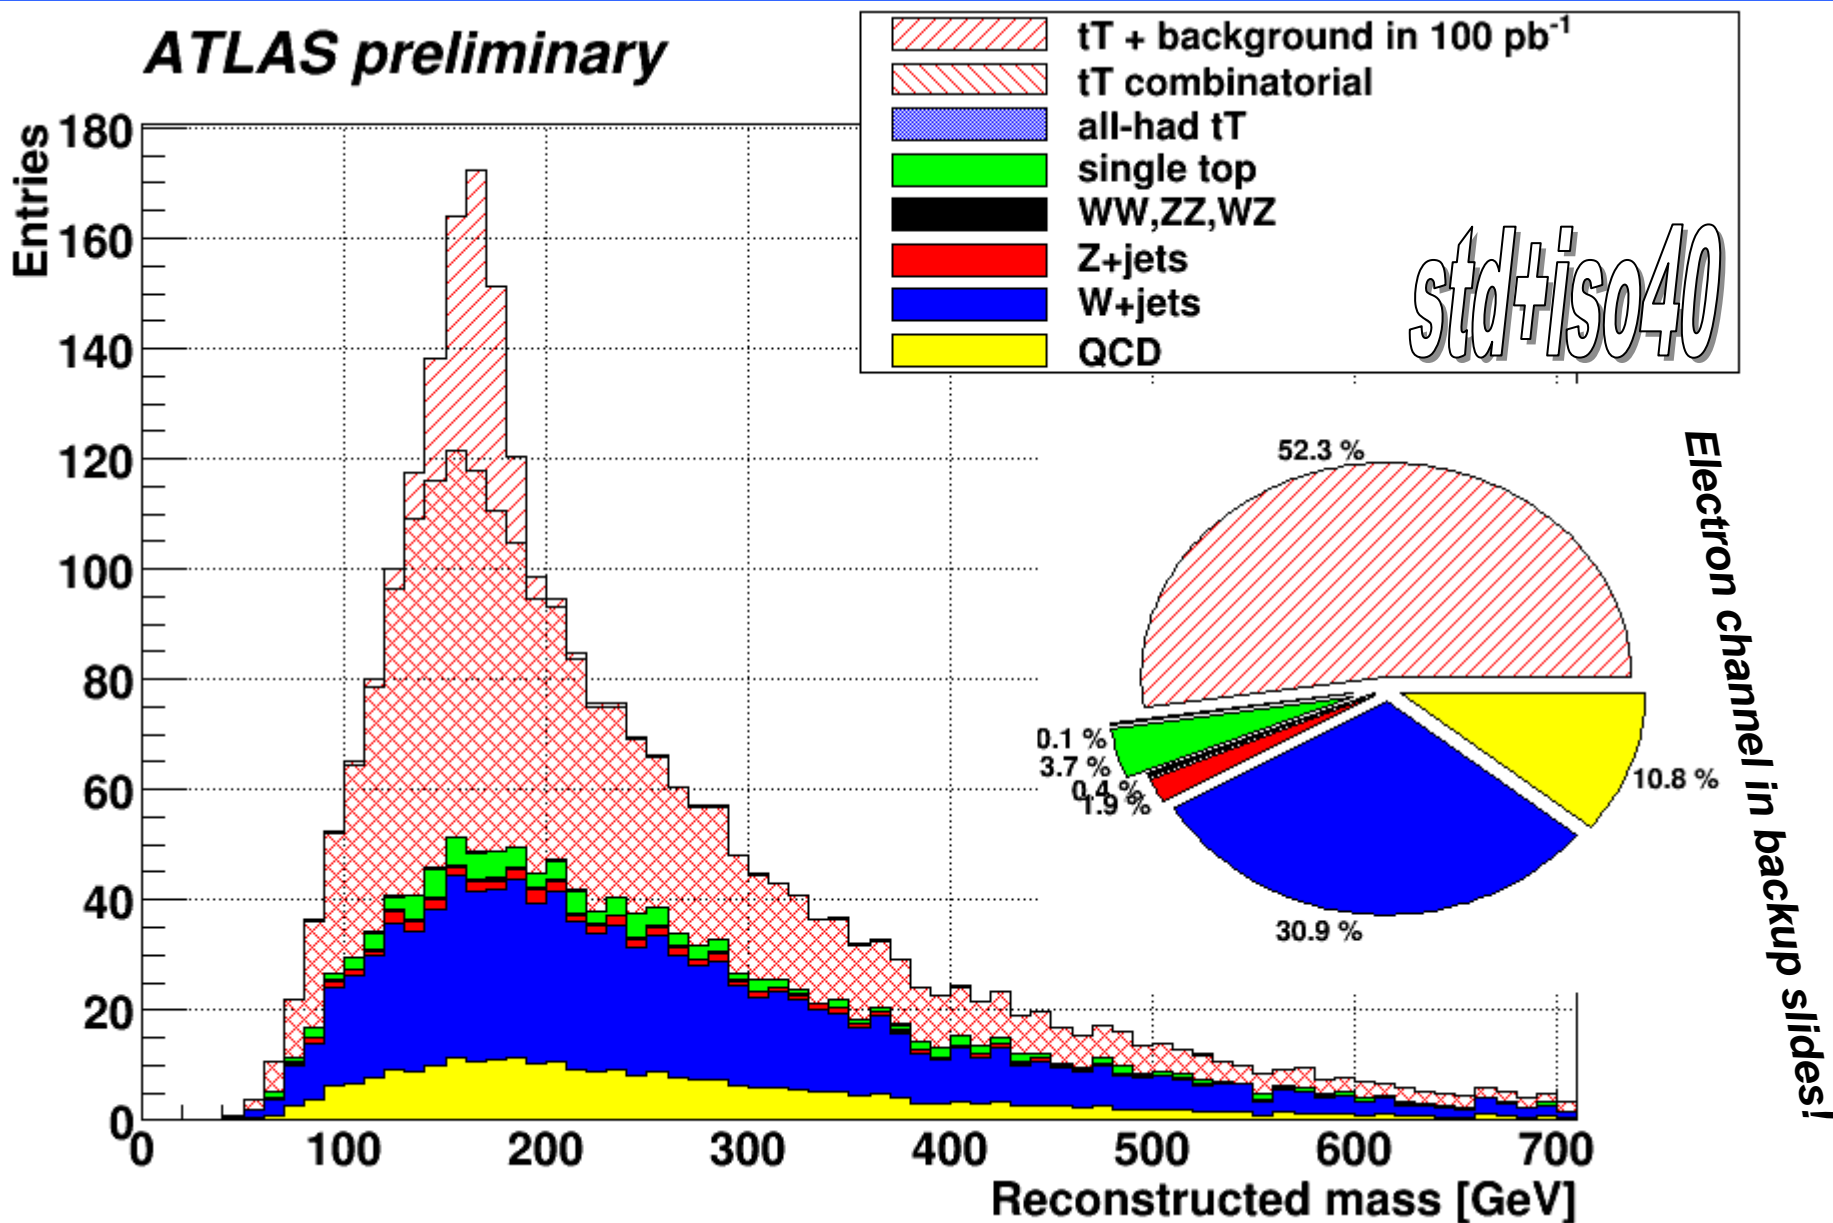 ATLAS preliminary
tT + background in 100 pb-1
tT combinatorial
all-had tT
single top
WW,ZZ,WZ
Z+jets
W+jets
QCD
std+iso40
Entries
180
160
140
120
100
80
60
40
20
0
0 100 200 300 400 500 600 700
Reconstructed mass [GeV]
52.3 %
0.1 %
3.7 %
0.4 %
1.9 %
10.8 %
30.9 %
Electron channel in backup slides!